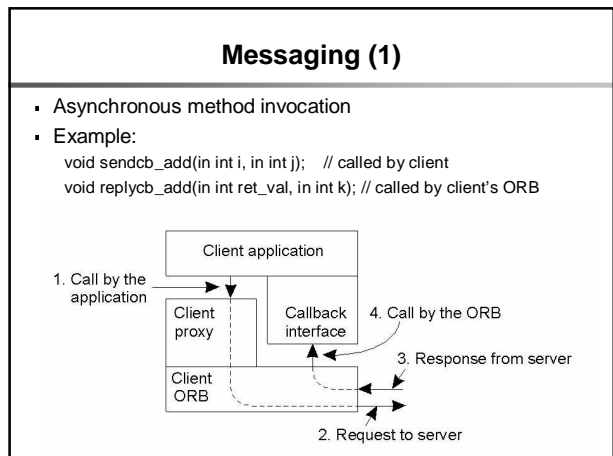 Messaging (1)
▪ Asynchronous method invocation
▪ Example:
void sendcb_add(in int i, in int j); // called by client
void replycb_add(in int ret_val, in int k); // called by client's ORB
Client application
1. Call by the
application
Client
proxy
Callback
interface
4. Call by the ORB
3. Response from server
Client
ORB
2. Request to server